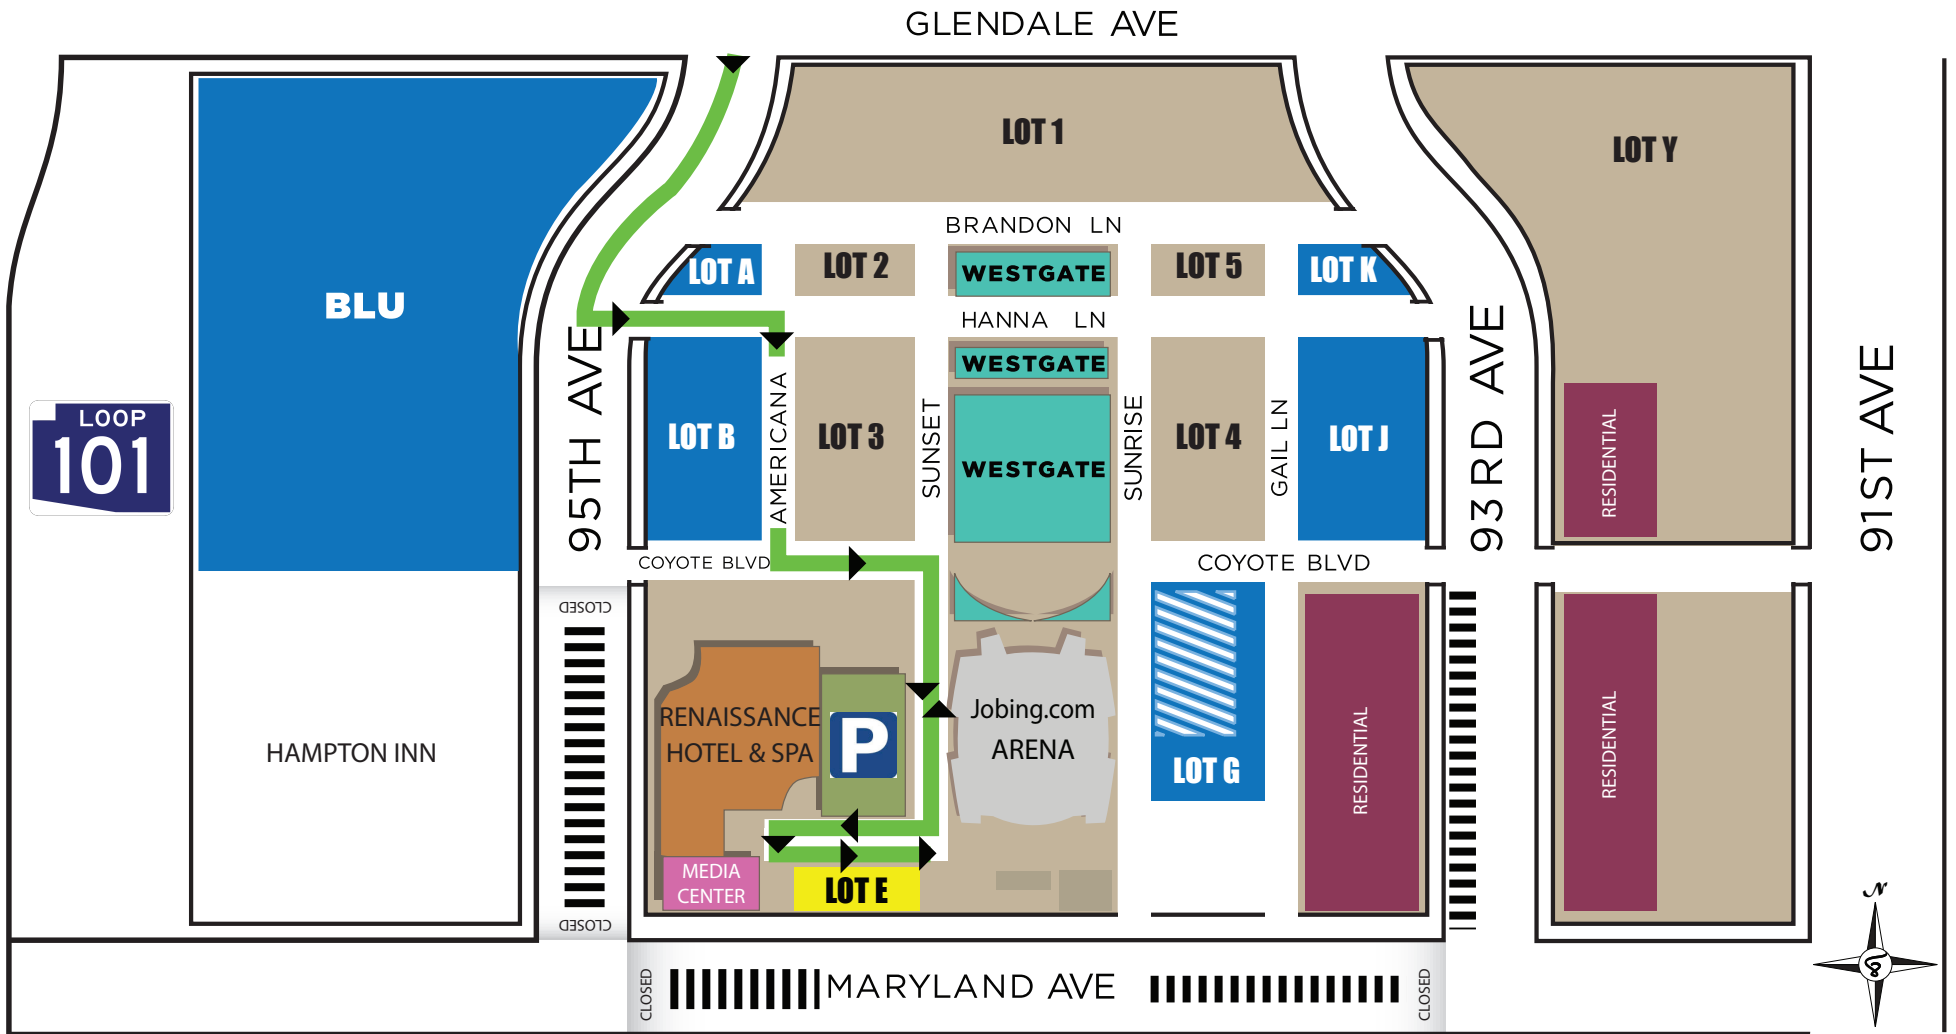 GLENDALE AVE
LOT 1
LOT Y
BRANDON LN
LOT A
LOT 2
WESTGATE
LOT 5
LOT K
BLU
HANNA LN
WESTGATE
95TH AVE
93RD AVE
91ST AVE
LOOP
101
LOT B
AMERICANA
LOT 3
SUNSET
WESTGATE
SUNRISE
LOT 4
GAIL LN
LOT J
RESIDENTIAL
COYOTE BLVD
COYOTE BLVD
CLOSED
RENAISSANCE
HOTEL & SPA
P
Jobing.com
ARENA
LOT G
RESIDENTIAL
RESIDENTIAL
HAMPTON INN
MEDIA
CENTER
LOT E
CLOSED
N
CLOSED
MARYLAND AVE
CLOSED